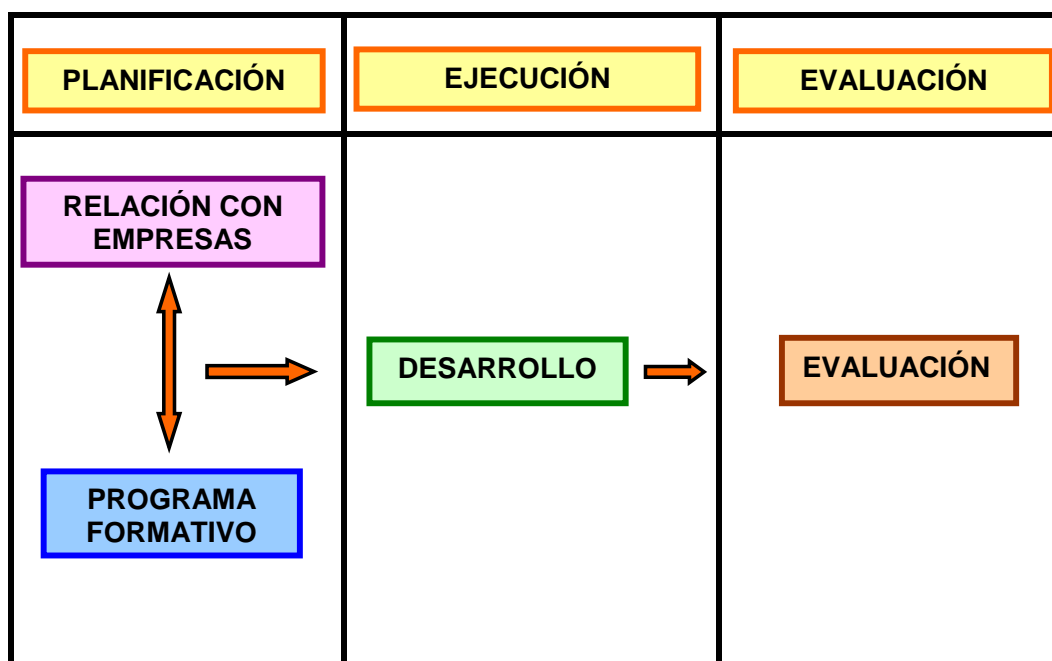 PLANIFICACIÓN
EJECUCIÓN
EVALUACIÓN
RELACIÓN CON
EMPRESAS
DESARROLLO
EVALUACIÓN
PROGRAMA
FORMATIVO